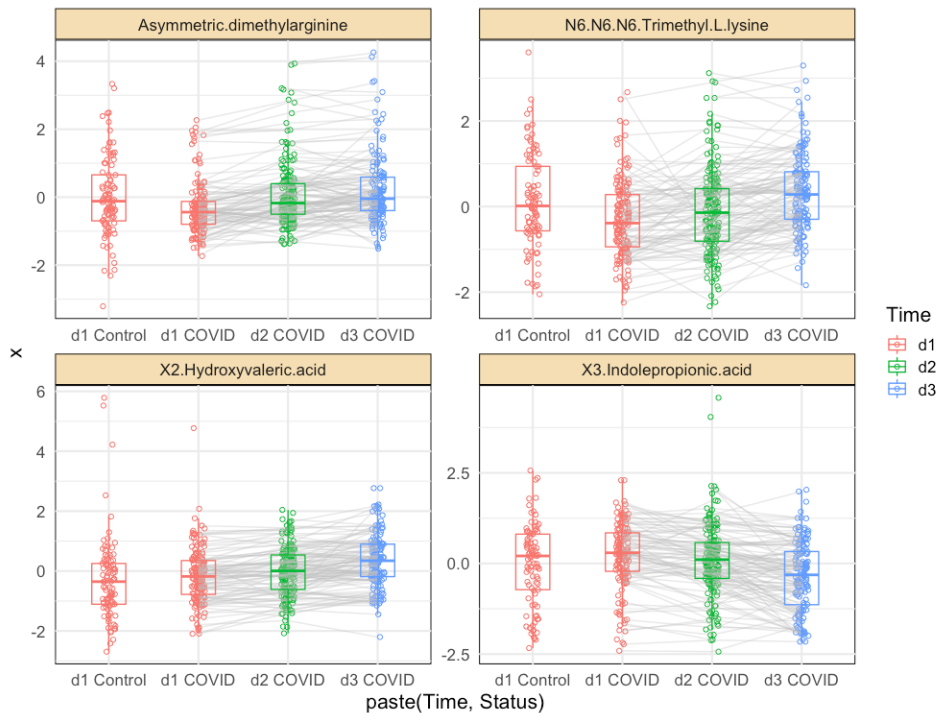 Asymmetric.dimethylarginine
N6.N6.N6.Trimethyl.L.lysine
4
2
0
-2
2
0
-2
d1 Control d1 COVID d2 COVID d3 COVID
d1 Control d1 COVID d2 COVID d3 COVID
x
X2.Hydroxyvaleric.acid
X3.Indolepropionic.acid
6
4
2
0
-2
2.5
0.0
-2.5
d1 Control d1 COVID d2 COVID d3 COVID
d1 Control d1 COVID d2 COVID d3 COVID
paste(Time, Status)
Time
d1
d2
d3